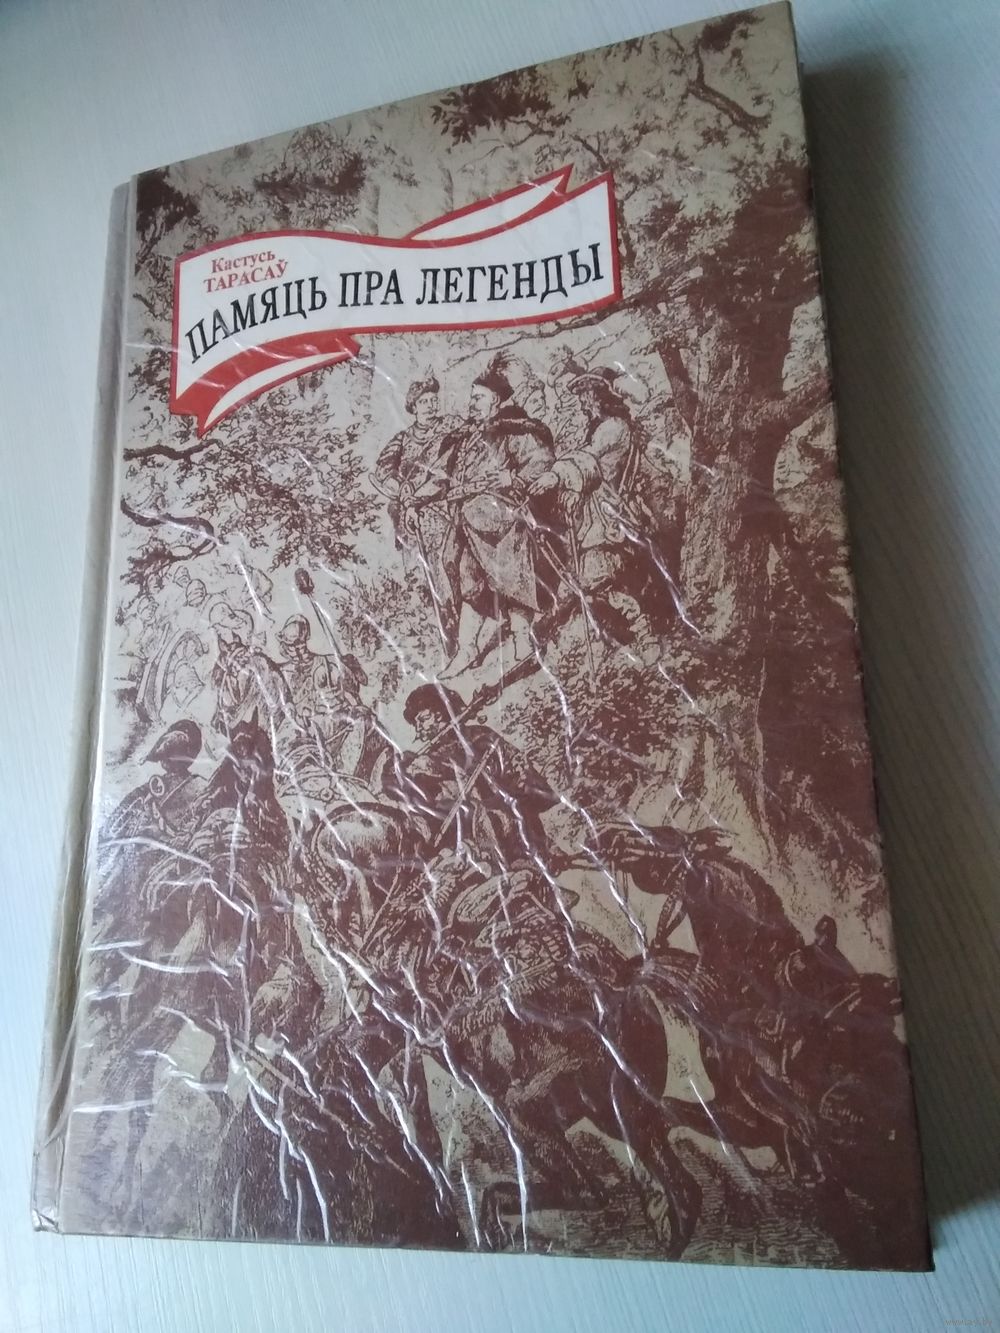 Кастусь
ТАРАСАЎ
ПАМЯЦЬ ПРА ЛЕГЕНДЫ